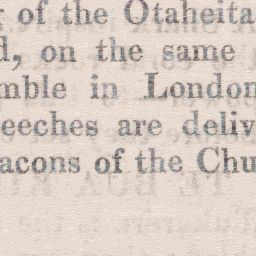 of the Otaheita
d, on the same
mble in London
eeches are deliv
acons of the Chu